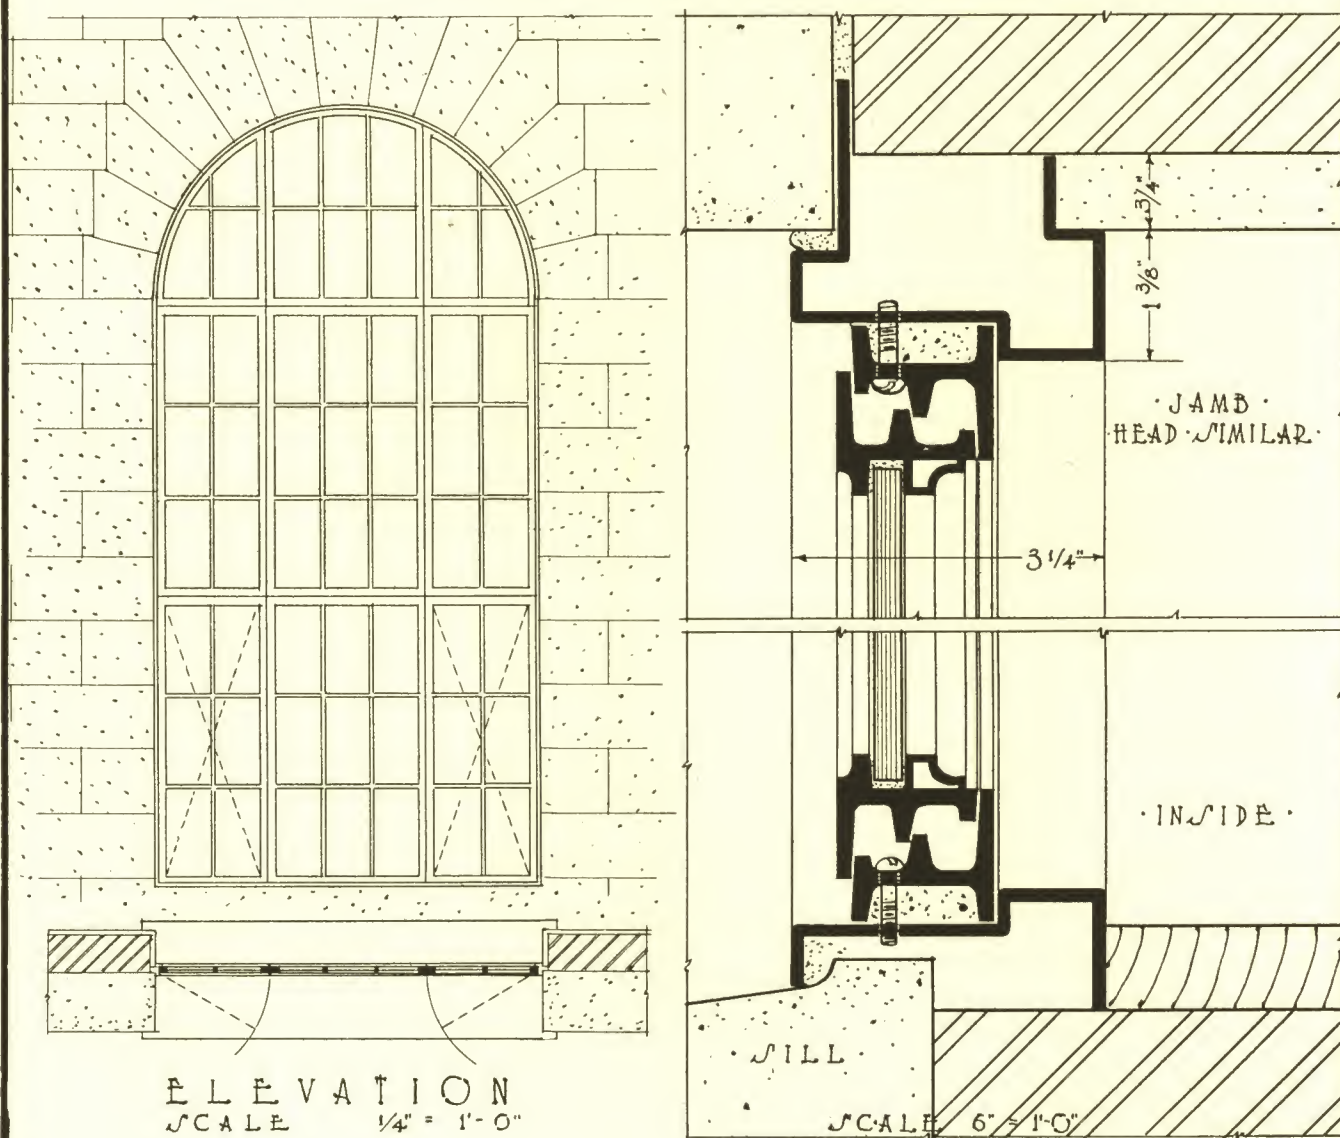 3/4"
1 3/8"
· JAMB ·
· HEAD · SIMILAR ·
3 1/4"
· INSIDE ·
· SILL ·
ELEVATION
SCALE 1/4" = 1'-0"
SCALE 6" = 1'-0"